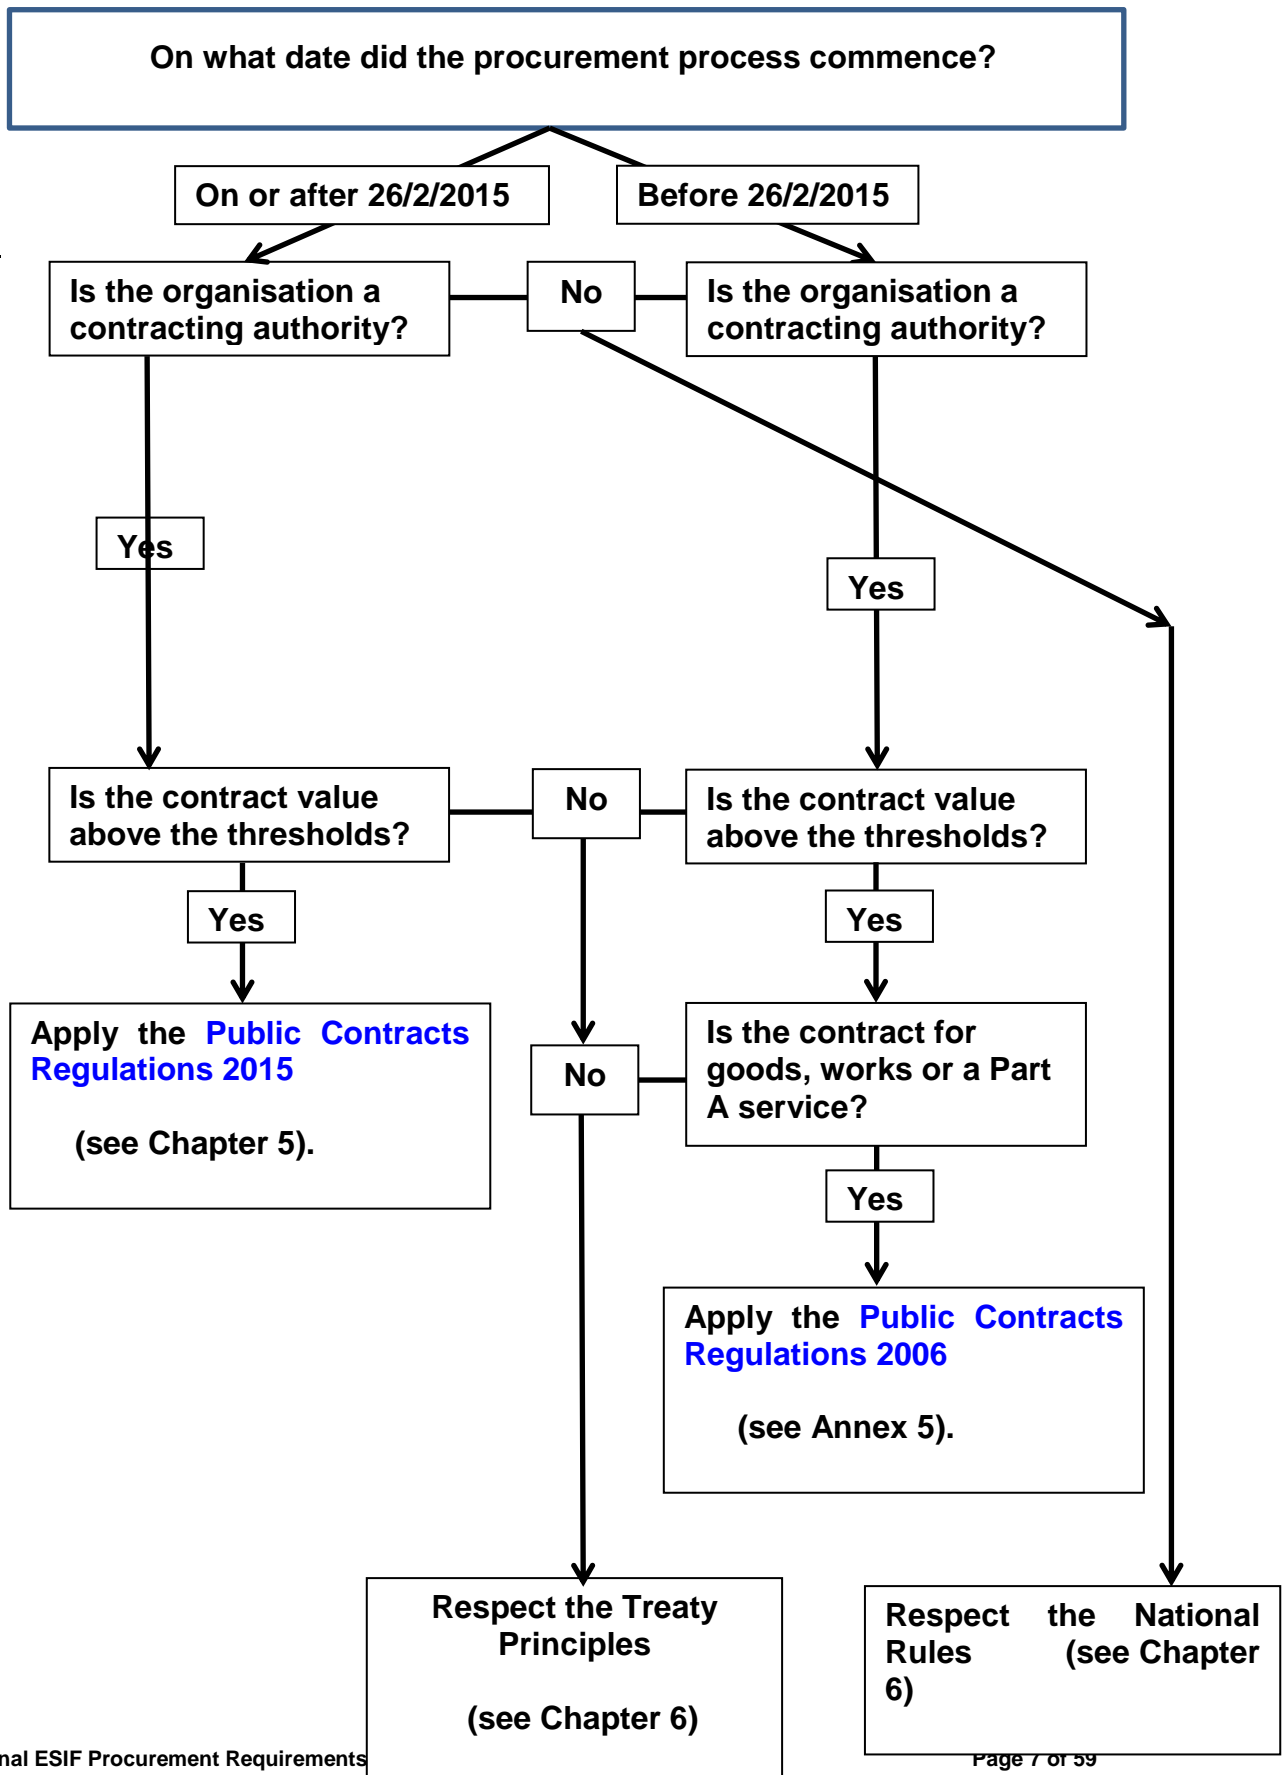 On what date did the procurement process commence?
On or after 26/2/2015
Before 26/2/2015
Is the organisation a
contracting authority?
No
Is the organisation a
contracting authority?
Yes
Yes
Is the contract value
above the thresholds?
No
Is the contract value
above the thresholds?
Yes
Yes
Apply the Public Contracts
Regulations 2015
(see Chapter 5).
No
Is the contract for
goods, works or a Part
A service?
Yes
Apply the Public Contracts
Regulations 2006
(see Annex 5).
Respect the Treaty
Principles
(see Chapter 6)
Respect the National
Rules (see Chapter
6)
nal ESIF Procurement Requirements
Page 7 of 59